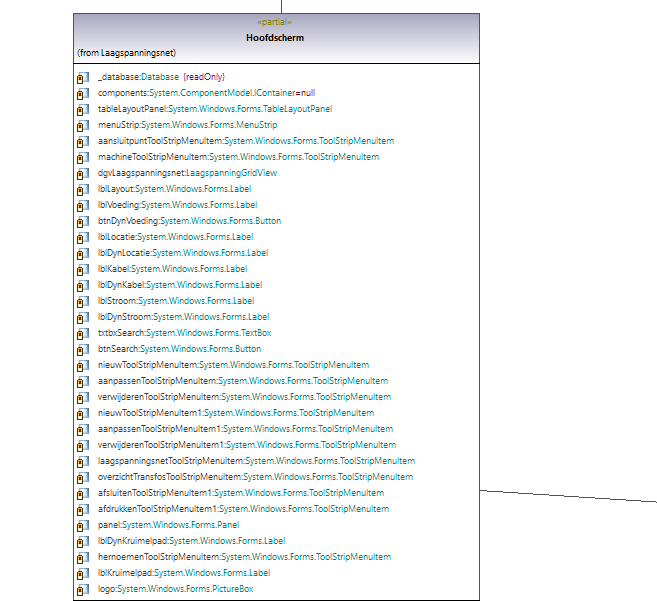 «partial»
Hoofdscherm
(from Laagspanningsnet)
_database:Database {readOnly}
components:System.ComponentModel.IContainer=null
tableLayoutPanel:System.Windows.Forms.TableLayoutPanel
menuStrip:System.Windows.Forms.MenuStrip
aansluitpuntToolStripMenuItem:System.Windows.Forms.ToolStripMenuItem
machineToolStripMenuItem:System.Windows.Forms.ToolStripMenuItem
dgvLaagspanningsnet:LaagspanningGridView
lblLayout:System.Windows.Forms.Label
lblVoeding:System.Windows.Forms.Label
btnDynVoeding:System.Windows.Forms.Button
lblLocatie:System.Windows.Forms.Label
lblDynLocatie:System.Windows.Forms.Label
lblKabel:System.Windows.Forms.Label
lblDynKabel:System.Windows.Forms.Label
lblStroom:System.Windows.Forms.Label
lblDynStroom:System.Windows.Forms.Label
txtbxSearch:System.Windows.Forms.TextBox
btnSearch:System.Windows.Forms.Button
nieuwToolStripMenuItem:System.Windows.Forms.ToolStripMenuItem
aanpassenToolStripMenuItem:System.Windows.Forms.ToolStripMenuItem
verwijderenToolStripMenuItem:System.Windows.Forms.ToolStripMenuItem
nieuwToolStripMenuItem1:System.Windows.Forms.ToolStripMenuItem
aanpassenToolStripMenuItem1:System.Windows.Forms.ToolStripMenuItem
verwijderenToolStripMenuItem1:System.Windows.Forms.ToolStripMenuItem
laagspanningsnetToolStripMenuItem:System.Windows.Forms.ToolStripMenuItem
overzichtTransfosToolStripMenuItem:System.Windows.Forms.ToolStripMenuItem
afsluitenToolStripMenuItem1:System.Windows.Forms.ToolStripMenuItem
afdrukkenToolStripMenuItem1:System.Windows.Forms.ToolStripMenuItem
panel:System.Windows.Forms.Panel
lblDynKruimelpad:System.Windows.Forms.Label
hernoemenToolStripMenuItem:System.Windows.Forms.ToolStripMenuItem
lblKruimelpad:System.Windows.Forms.Label
logo:System.Windows.Forms.PictureBox